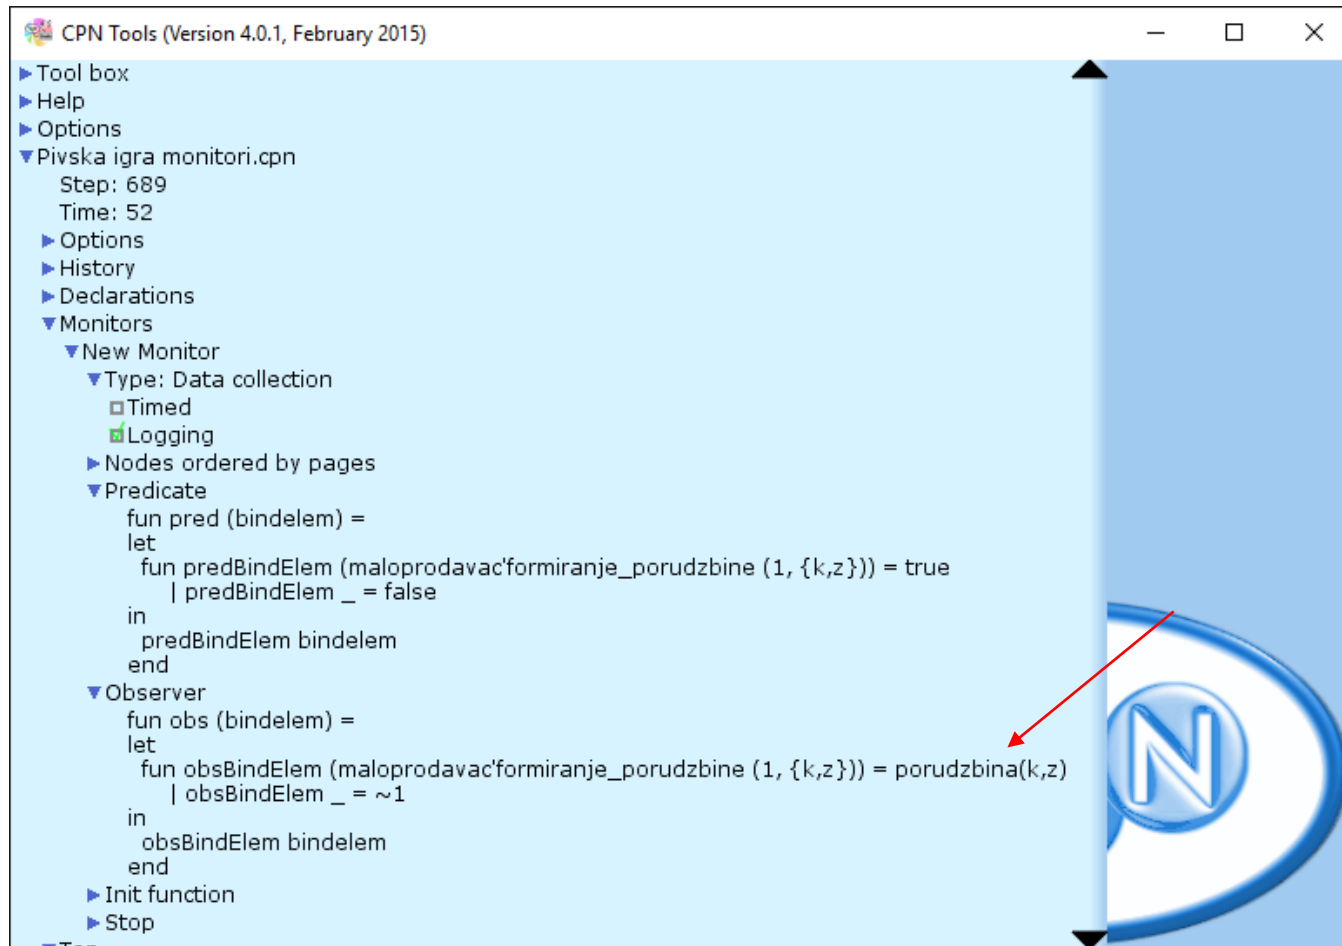 CPN Tools (Version 4.0.1, February 2015)
Tool box
Help
Options
Pivska igra monitori.cpn
Step: 689
Time: 52
Options
History
Declarations
Monitors
New Monitor
Type: Data collection
Timed
Logging
Nodes ordered by pages
Predicate
fun pred (bindelem) =
let
fun predBindElem (maloprodavac'formiranje_porudzbine (1, {k,z})) = true
| predBindElem _ = false
in
predBindElem bindelem
end
Observer
fun obs (bindelem) =
let
fun obsBindElem (maloprodavac'formiranje_porudzbine (1, {k,z})) = porudzbina(k,z)
| obsBindElem _ = ~1
in
obsBindElem bindelem
end
Init function
Stop
N